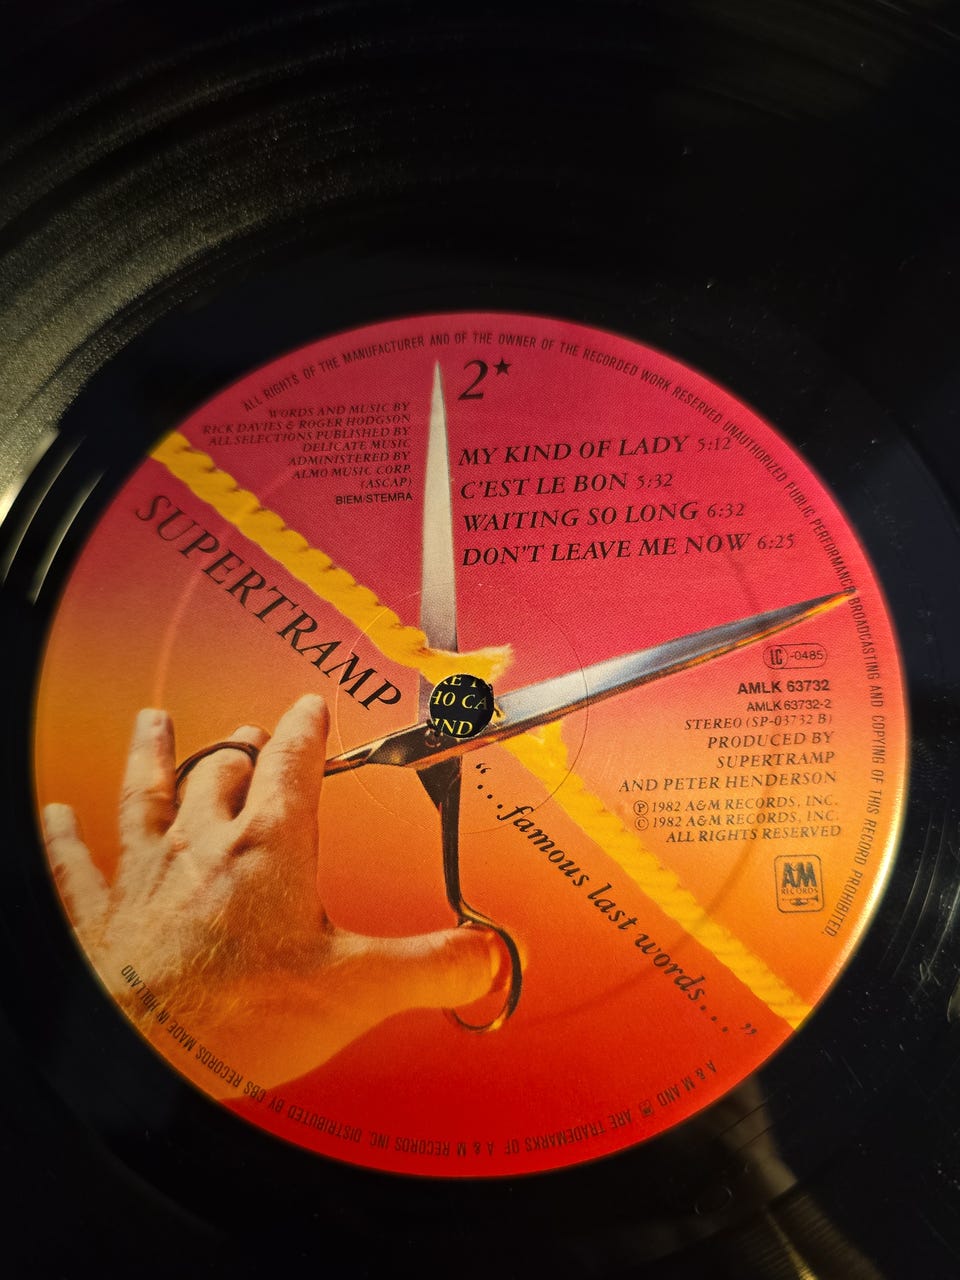 ALL RIGHTS OF THE MANUFACTURER AND OF THE OWNER OF THE RECORDED WORK RESERVED UNAUTHORIZED PUBLIC PERFORMANCE BROADCASTING AND COPYING OF THIS RECORD PROHIBITED.
2★
WORDS AND MUSIC BY
RICK DAVIES & ROGER HODGSON
ALL SELECTIONS PUBLISHED BY
DELICATE MUSIC
ADMINISTERED BY
ALMO MUSIC CORP.
(ASCAP)
BIEM/STEMRA
MY KIND OF LADY 5:12
C'EST LE BON 5:32
WAITING SO LONG 6:32
DON'T LEAVE ME NOW 6:25
SUPERTRAMP
HO CA
IND
LC-0485
AMLK 63732
AMLK 63732-2
STEREO (SP-03732 B)
PRODUCED BY
SUPERTRAMP
AND PETER HENDERSON
℗ 1982 A&M RECORDS, INC.
© 1982 A&M RECORDS, INC.
ALL RIGHTS RESERVED
A&M
RECORDS
"...famous last words..."
A & M AND ARE TRADEMARKS OF A & M RECORDS INC. DISTRIBUTED BY CBS RECORDS. MADE IN HOLLAND